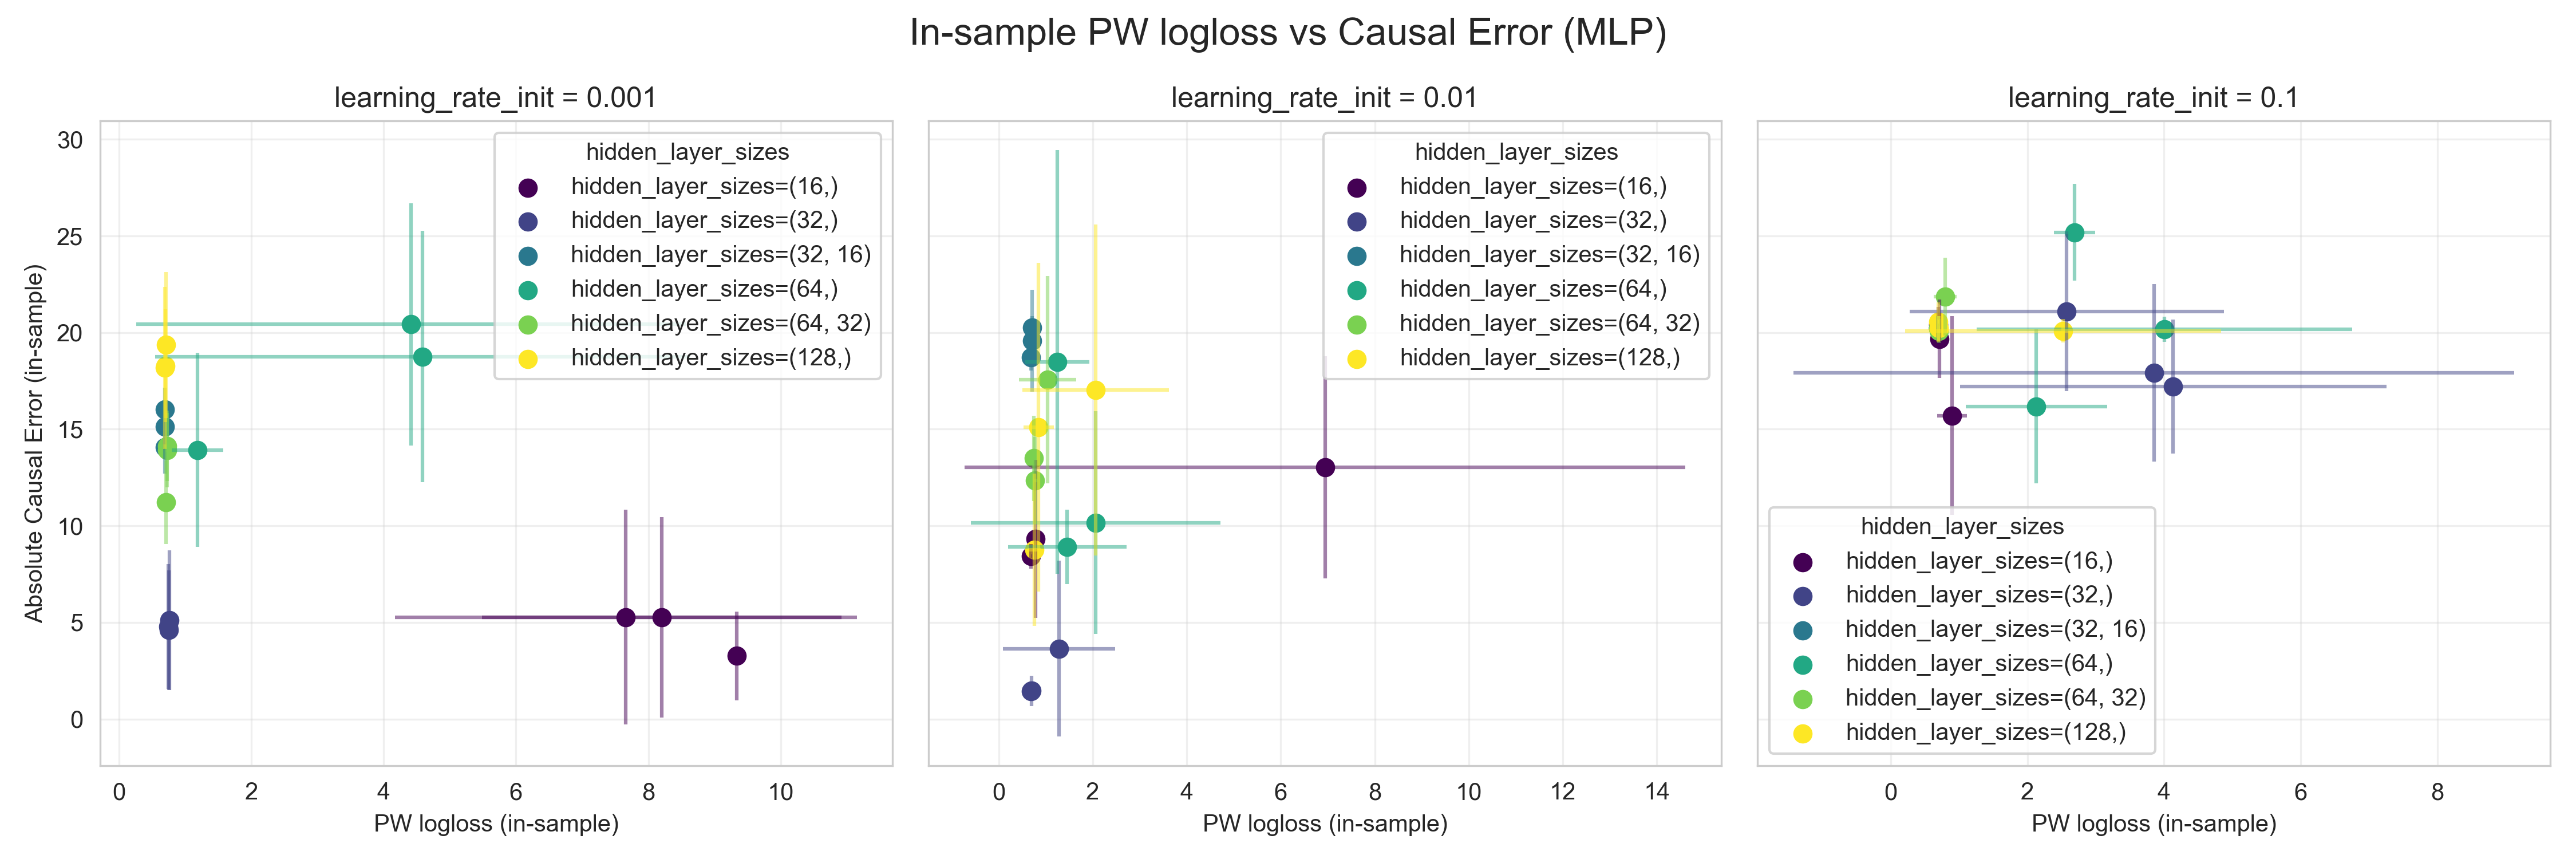 In-sample PW logloss vs Causal Error (MLP)
learning_rate_init = 0.001
learning_rate_init = 0.01
learning_rate_init = 0.1
Absolute Causal Error (in-sample)
30
25
20
15
10
5
0
hidden_layer_sizes
hidden_layer_sizes=(16,)
hidden_layer_sizes=(32,)
hidden_layer_sizes=(32, 16)
hidden_layer_sizes=(64,)
hidden_layer_sizes=(64, 32)
hidden_layer_sizes=(128,)
0 2 4 6 8 10
PW logloss (in-sample)
hidden_layer_sizes
hidden_layer_sizes=(16,)
hidden_layer_sizes=(32,)
hidden_layer_sizes=(32, 16)
hidden_layer_sizes=(64,)
hidden_layer_sizes=(64, 32)
hidden_layer_sizes=(128,)
0 2 4 6 8 10 12 14
PW logloss (in-sample)
hidden_layer_sizes
hidden_layer_sizes=(16,)
hidden_layer_sizes=(32,)
hidden_layer_sizes=(32, 16)
hidden_layer_sizes=(64,)
hidden_layer_sizes=(64, 32)
hidden_layer_sizes=(128,)
0 2 4 6 8
PW logloss (in-sample)